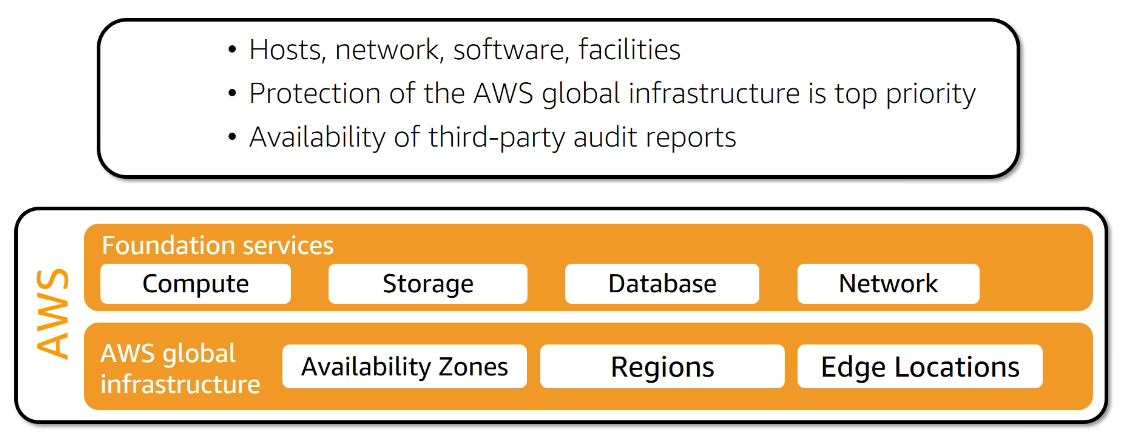 • Hosts, network, software, facilities
• Protection of the AWS global infrastructure is top priority
• Availability of third-party audit reports
AWS
Foundation services
Compute
Storage
Database
Network
AWS global
infrastructure
Availability Zones
Regions
Edge Locations